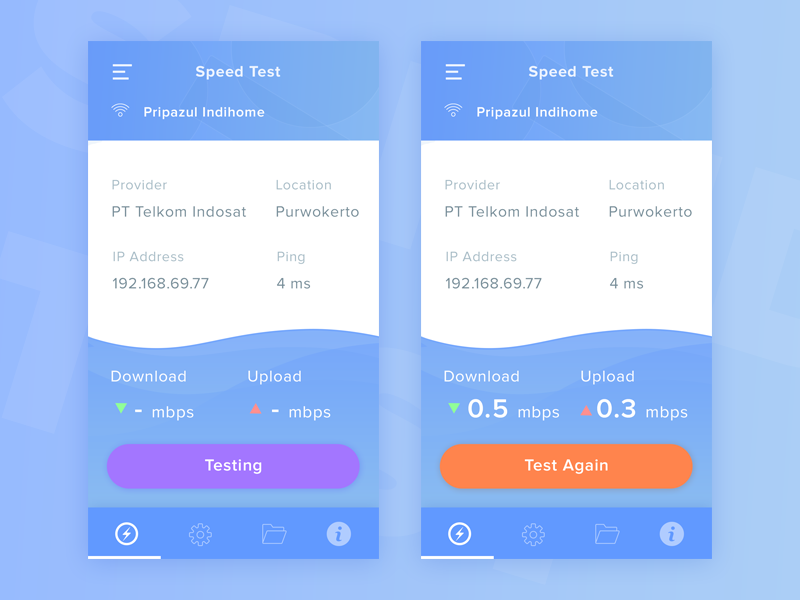 Speed Test
Pripazul Indihome
Provider Location
PT Telkom Indosat Purwokerto
IP Address Ping
192.168.69.77 4 ms
Download Upload
- mbps - mbps
Testing
Speed Test
Pripazul Indihome
Provider Location
PT Telkom Indosat Purwokerto
IP Address Ping
192.168.69.77 4 ms
Download Upload
0.5 mbps 0.3 mbps
Test Again